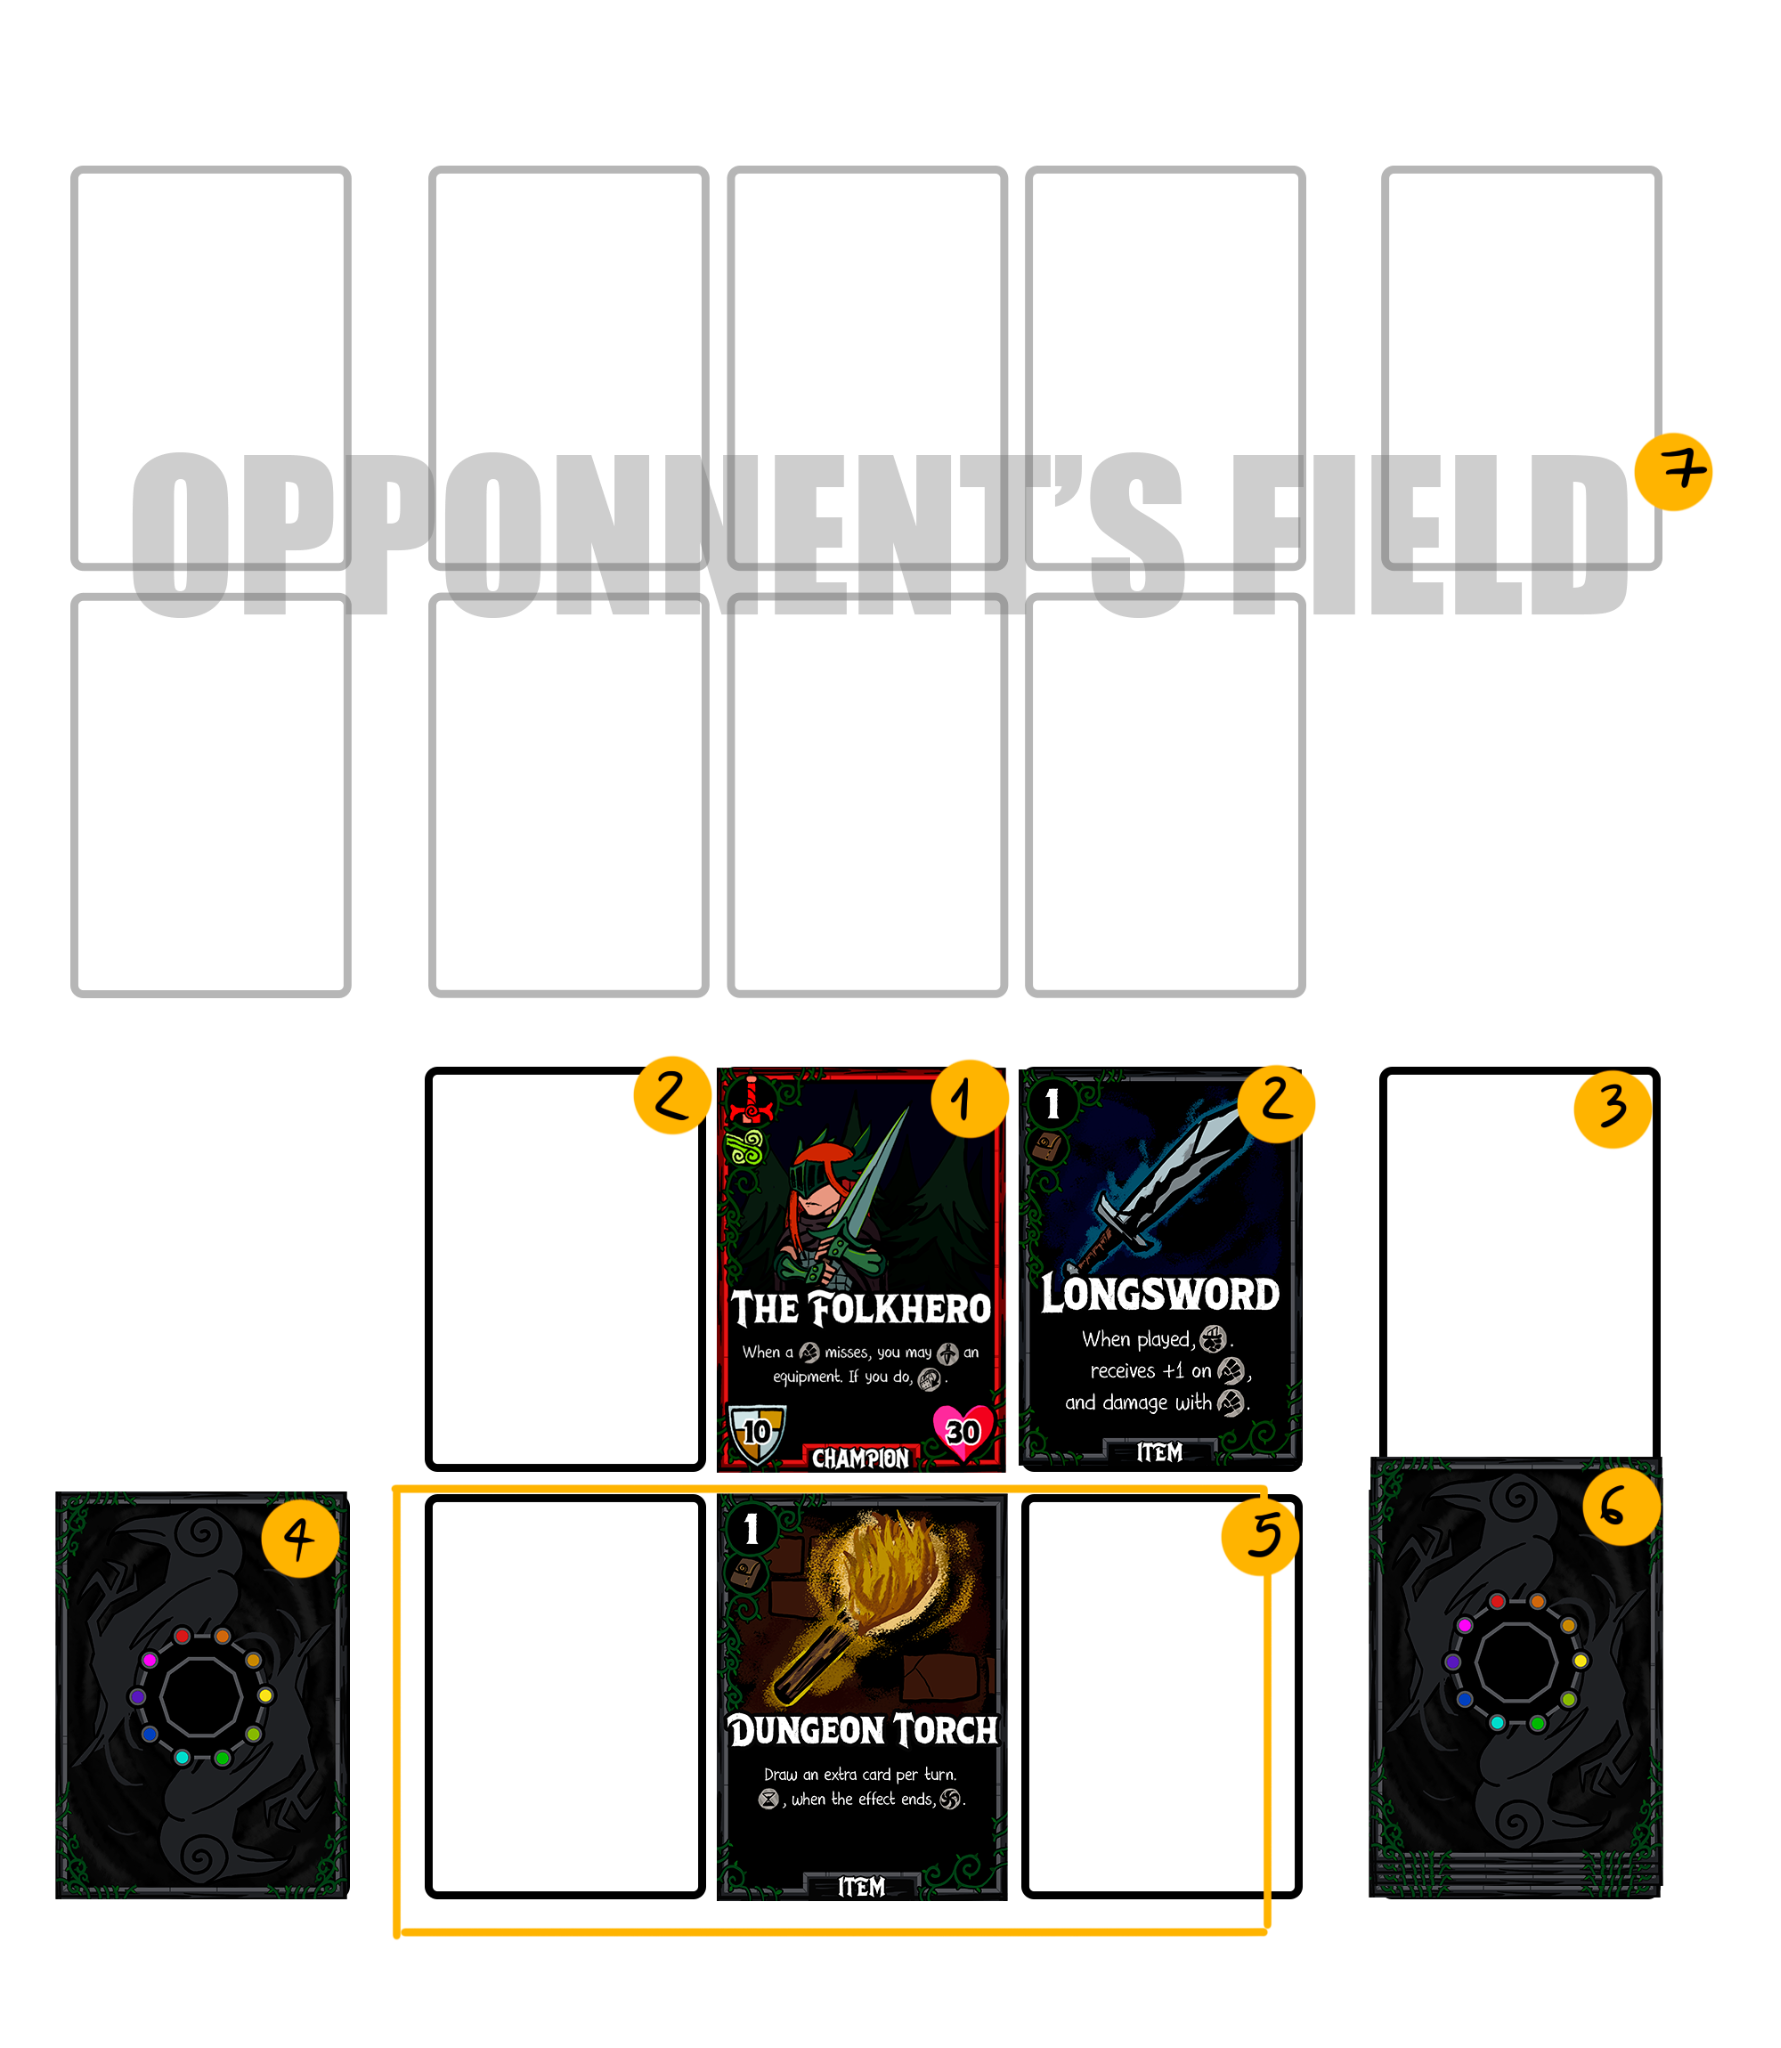 OPPONNENT'S FIELD
7
2
1
2
3
1
THE FOLKHERO
When a misses, you may an
equipment. If you do, .
10
30
CHAMPION
LONGSWORD
When played, .
receives +1 on ,
and damage with .
ITEM
4
5
6
1
DUNGEON TORCH
Draw an extra card per turn.
, when the effect ends, .
ITEM